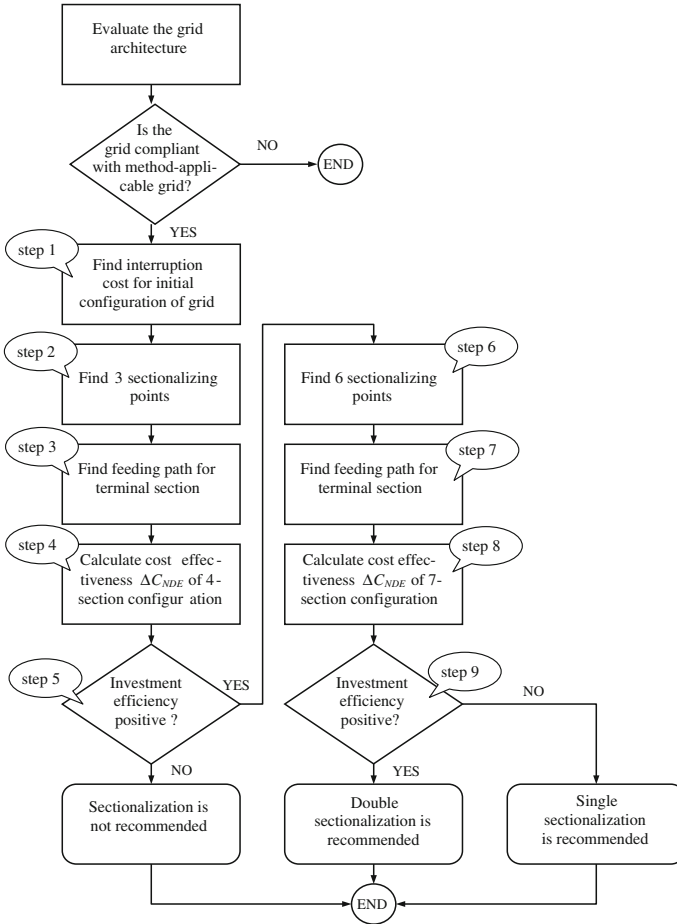 Evaluate the grid
architecture
Is the
grid compliant
with method-appli-
cable grid?
NO
END
YES
step 1
Find interruption
cost for initial
configuration of grid
step 2
Find 3 sectionalizing
points
step 3
Find feeding path for
terminal section
step 4
Calculate cost effec-
tiveness ΔC_NDE of 4-
section configur ation
step 5
Investment
efficiency
positive ?
YES
NO
Sectionalization is
not recommended
step 6
Find 6 sectionalizing
points
step 7
Find feeding path for
terminal section
step 8
Calculate cost effec-
tiveness ΔC_NDE of 7-
section configuration
step 9
Investment
efficiency
positive?
NO
YES
Double
sectionalization is
recommended
Single
sectionalization
is recommended
END